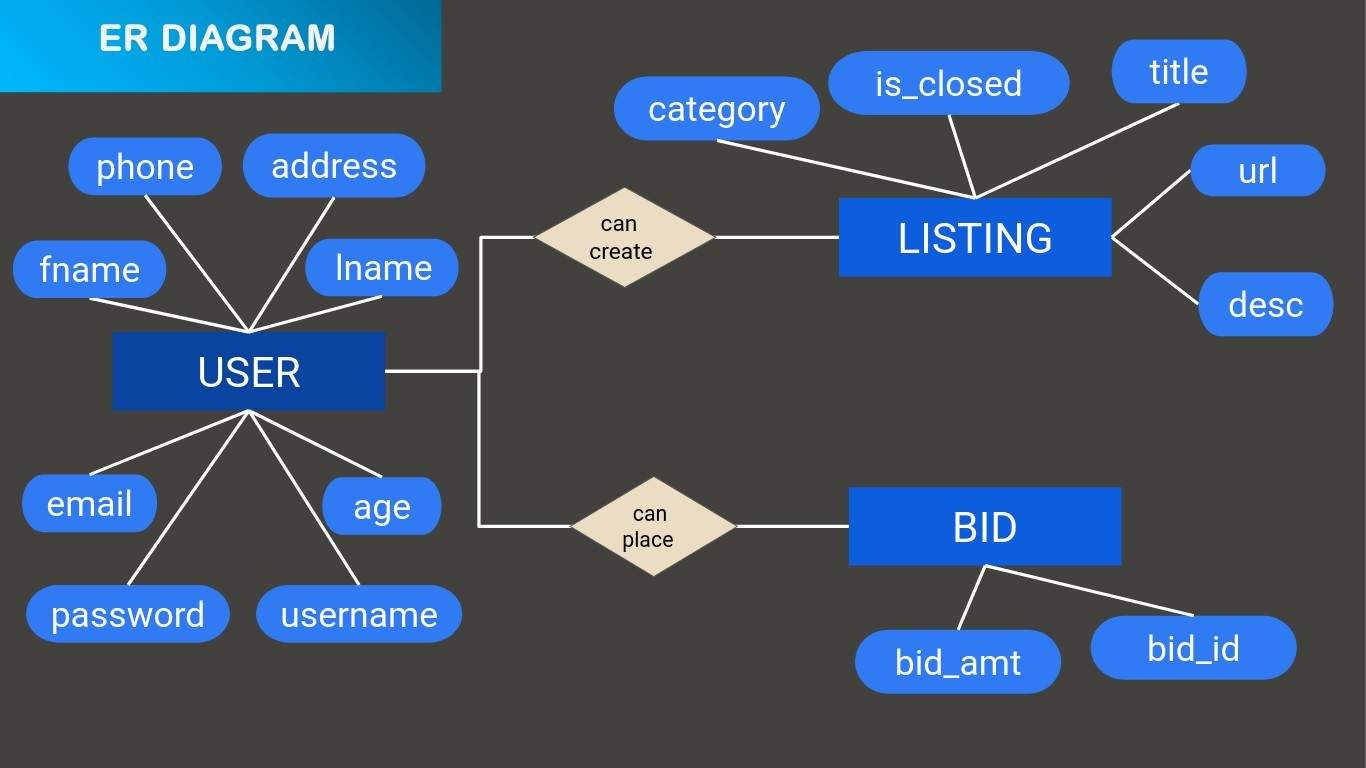 ER DIAGRAM
phone
address
fname
lname
USER
email
age
password
username
can
create
category
is_closed
title
url
LISTING
desc
can
place
BID
bid_amt
bid_id